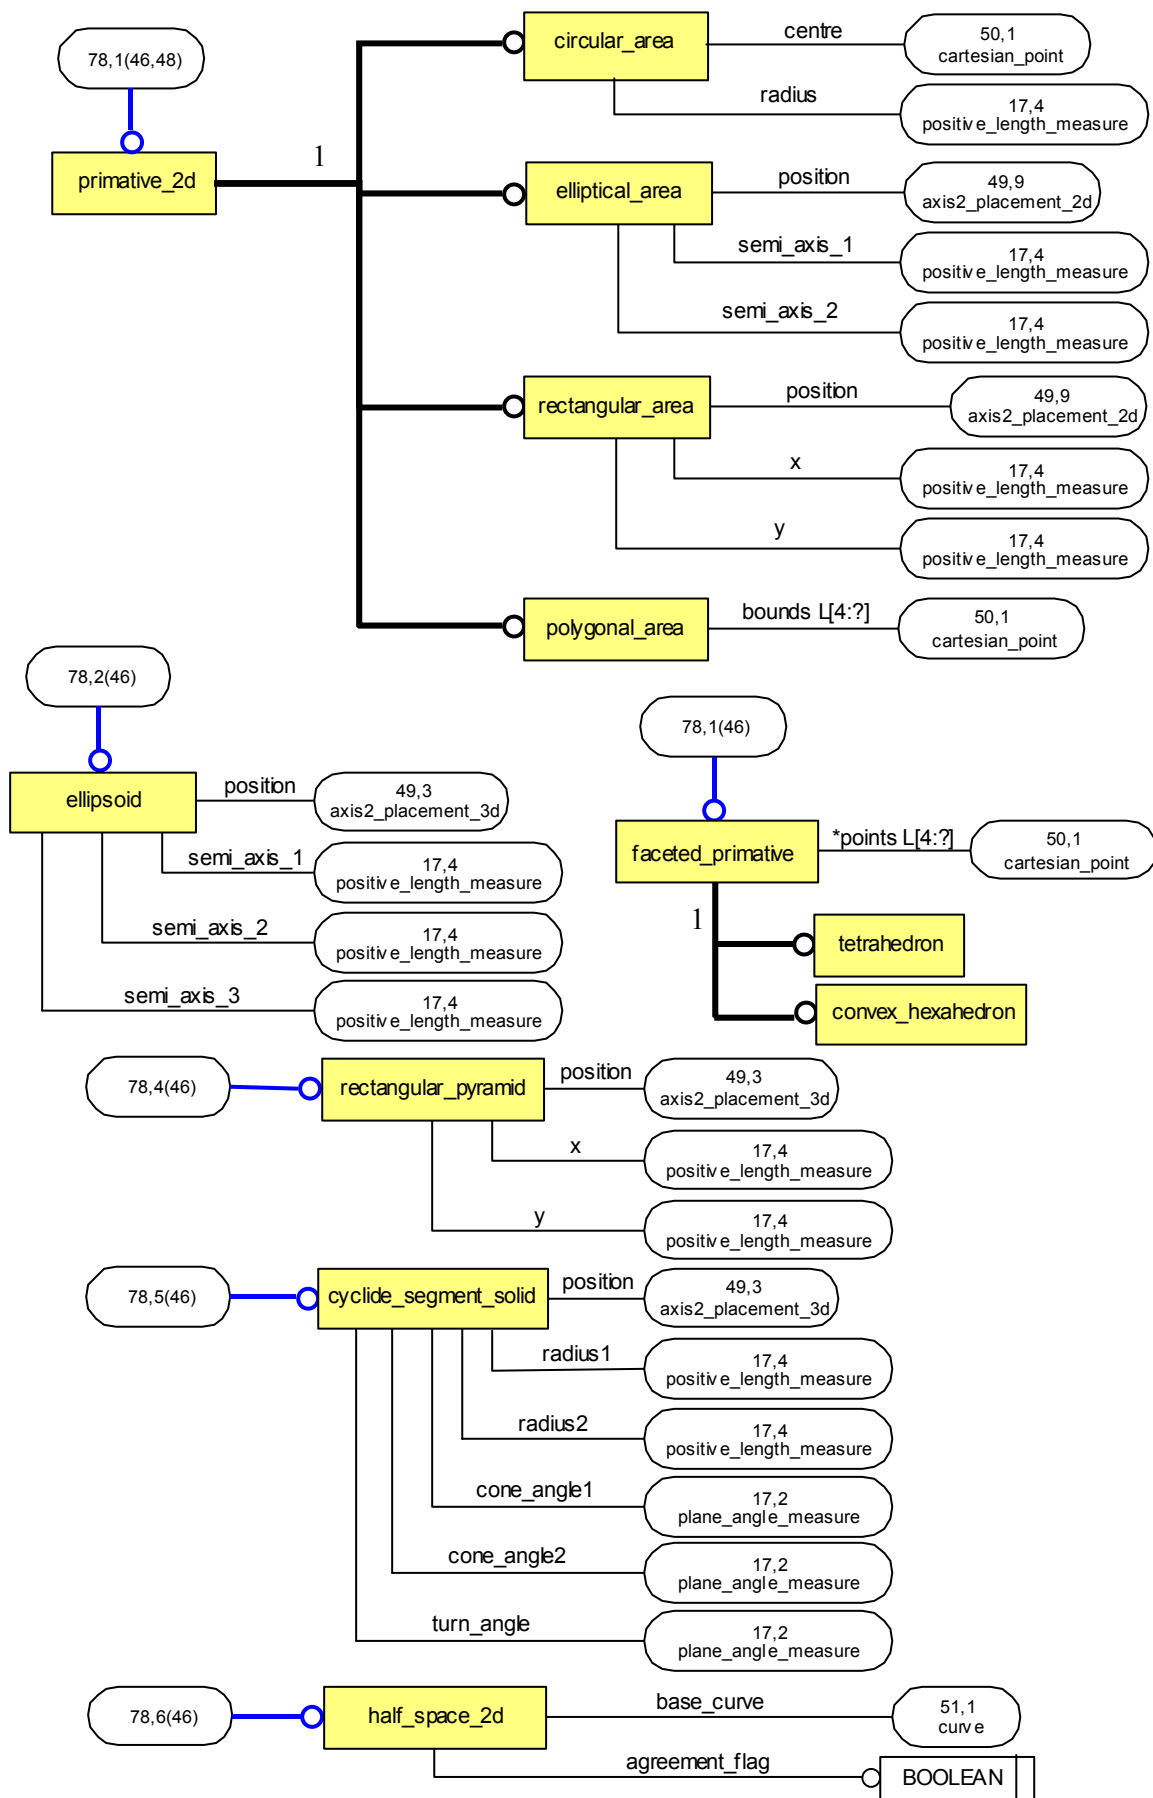 78,1(46,48)
primative_2d
1
circular_area
centre
50,1
cartesian_point
radius
17,4
positive_length_measure
elliptical_area
position
49,9
axis2_placement_2d
semi_axis_1
17,4
positive_length_measure
semi_axis_2
17,4
positive_length_measure
rectangular_area
position
49,9
axis2_placement_2d
x
17,4
positive_length_measure
y
17,4
positive_length_measure
polygonal_area
bounds L[4:?]
50,1
cartesian_point
78,2(46)
ellipsoid
position
49,3
axis2_placement_3d
semi_axis_1
17,4
positive_length_measure
semi_axis_2
17,4
positive_length_measure
semi_axis_3
17,4
positive_length_measure
78,1(46)
faceted_primative
*points L[4:?]
50,1
cartesian_point
1
tetrahedron
convex_hexahedron
78,4(46)
rectangular_pyramid
position
49,3
axis2_placement_3d
x
17,4
positive_length_measure
y
17,4
positive_length_measure
78,5(46)
cyclide_segment_solid
position
49,3
axis2_placement_3d
radius1
17,4
positive_length_measure
radius2
17,4
positive_length_measure
cone_angle1
17,2
plane_angle_measure
cone_angle2
17,2
plane_angle_measure
turn_angle
17,2
plane_angle_measure
78,6(46)
half_space_2d
base_curve
51,1
curve
agreement_flag
BOOLEAN